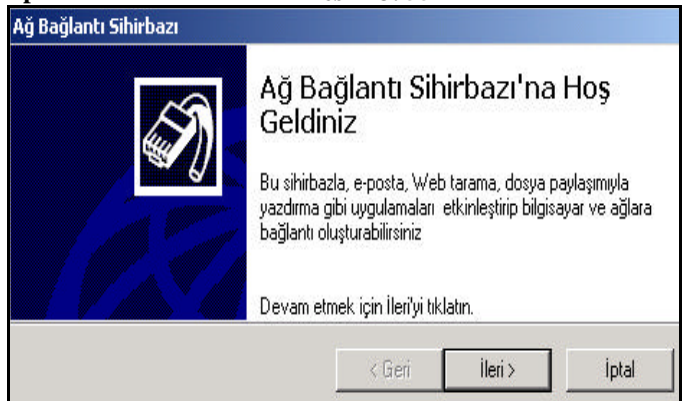 Ağ Bağlantı Sihirbazı
Ağ Bağlantı Sihirbazı'na Hoş
Geldiniz
Bu sihirbazla, e-posta, Web tarama, dosya paylaşımıyla
yazdırma gibi uygulamaları etkinleştirip bilgisayar ve ağlara
bağlantı oluşturabilirsiniz
Devam etmek için İleri'yi tıklatın.
< Geri İleri > İptal